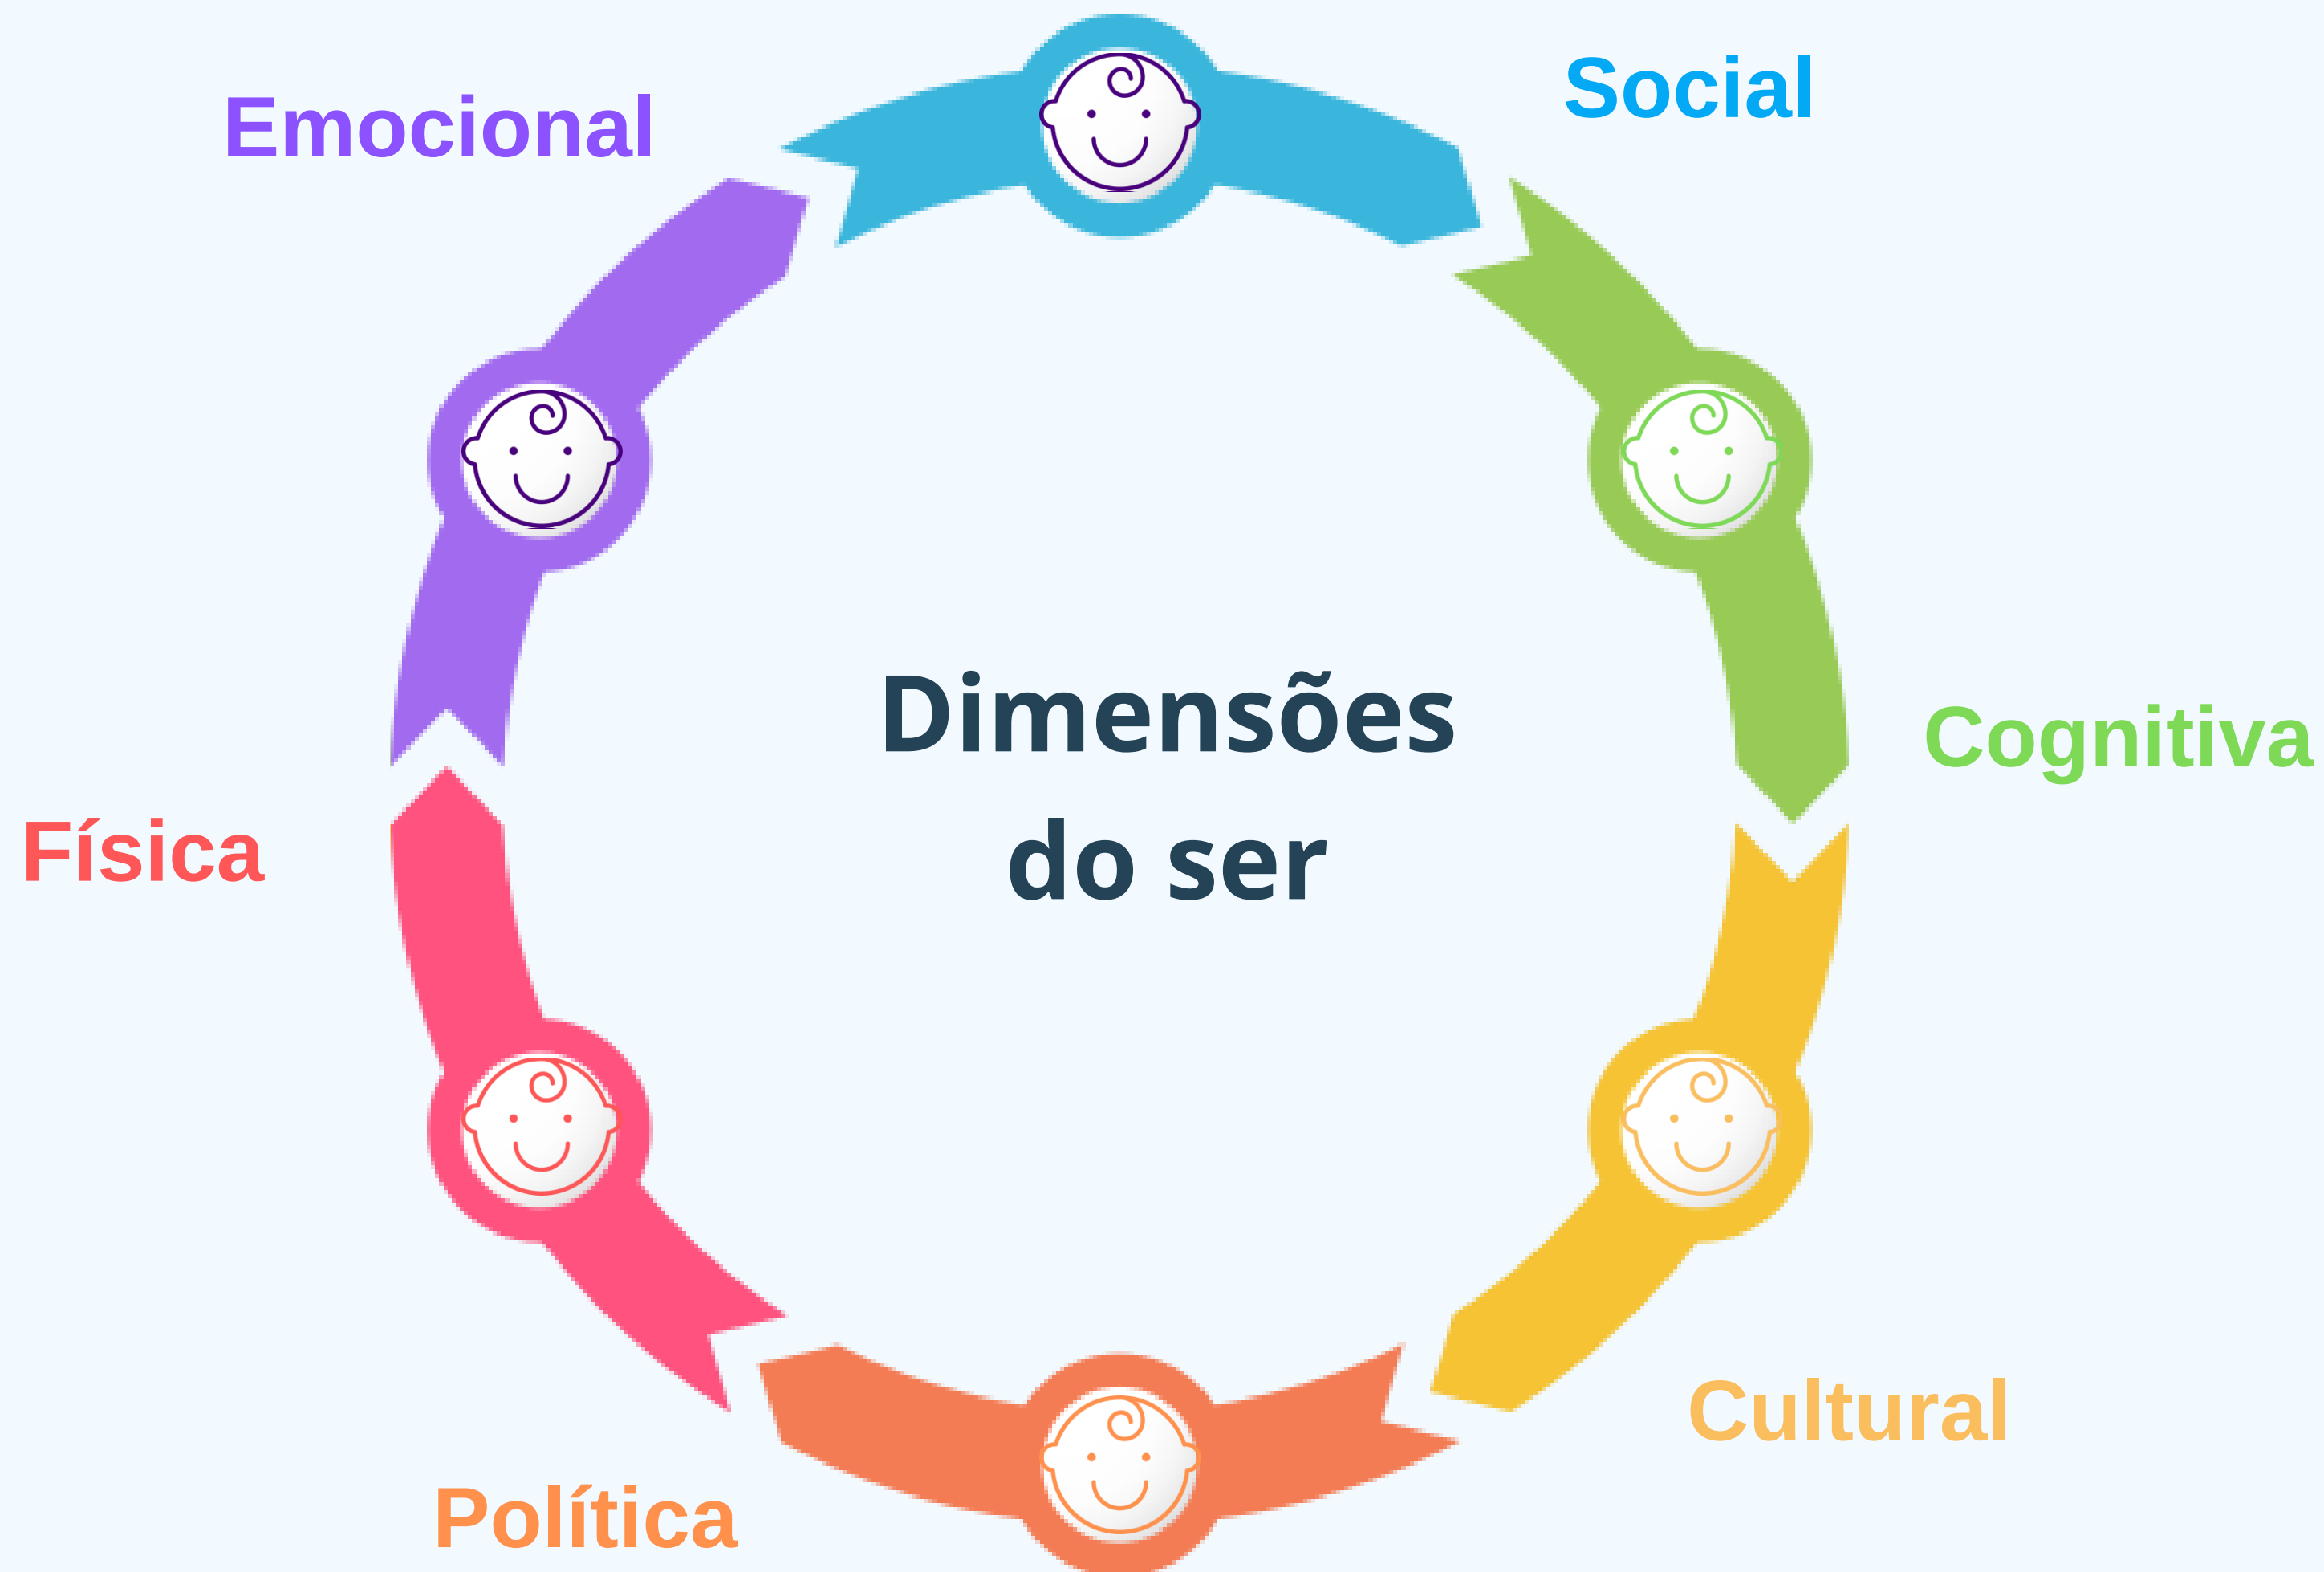 Social
Emocional
Dimensões
do ser
Cognitiva
Física
Cultural
Política